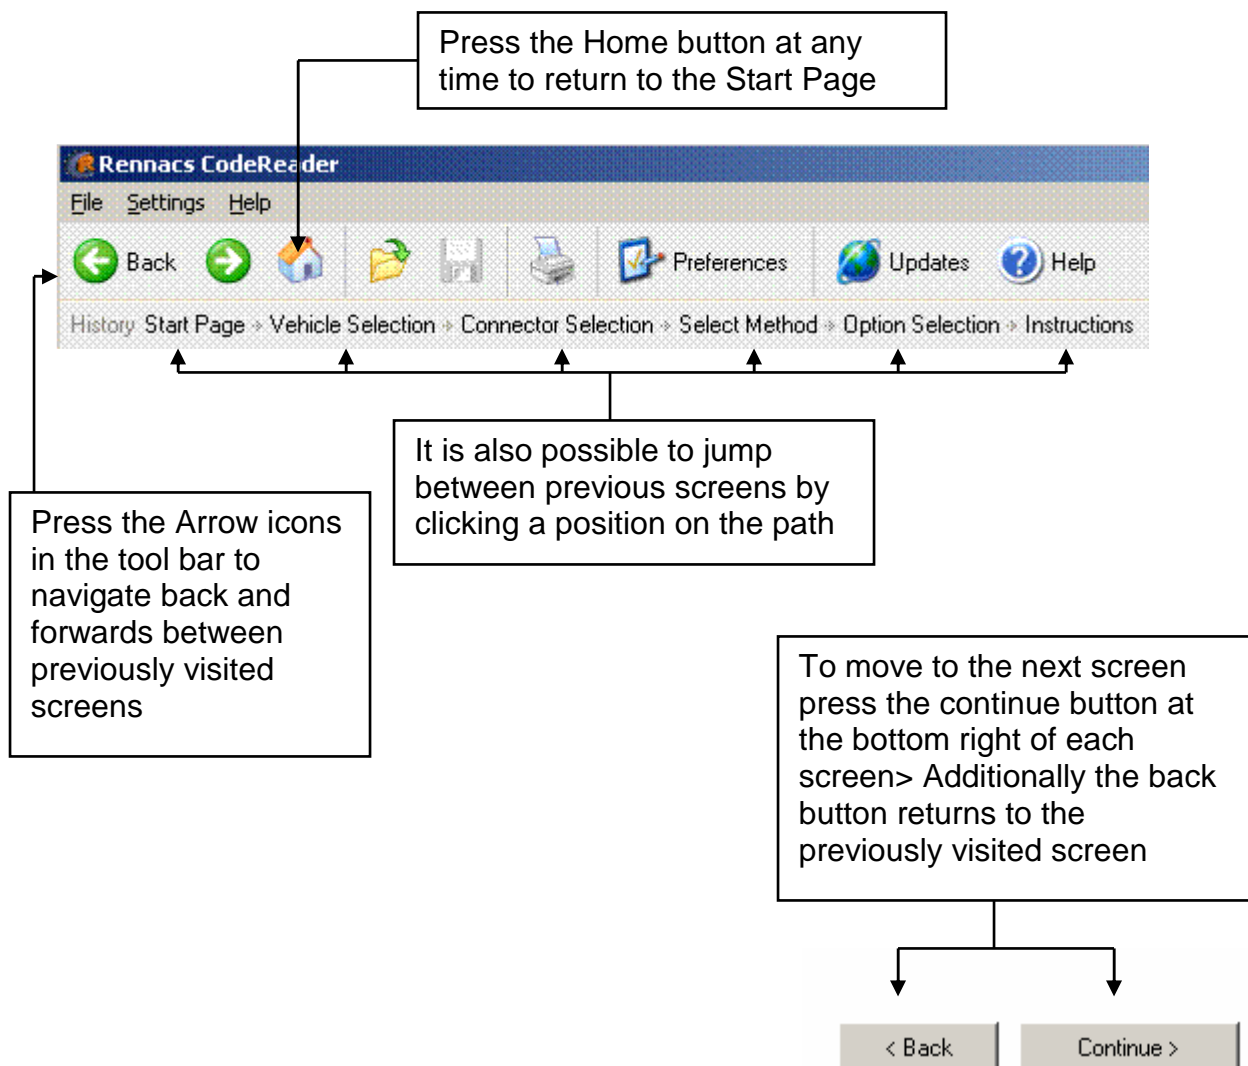 Press the Home button at any
time to return to the Start Page
Rennacs CodeReader
File Settings Help
Back Preferences Updates Help
History Start Page Vehicle Selection Connector Selection Select Method Option Selection Instructions
It is also possible to jump
between previous screens by
clicking a position on the path
Press the Arrow icons
in the tool bar to
navigate back and
forwards between
previously visited
screens
To move to the next screen
press the continue button at
the bottom right of each
screen> Additionally the back
button returns to the
previously visited screen
< Back Continue >